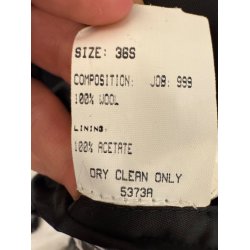 SIZE: 36S
COMPOSITION: JOB: 999
100% WOOL
LINING:
100% ACETATE
DRY CLEAN ONLY
5373A